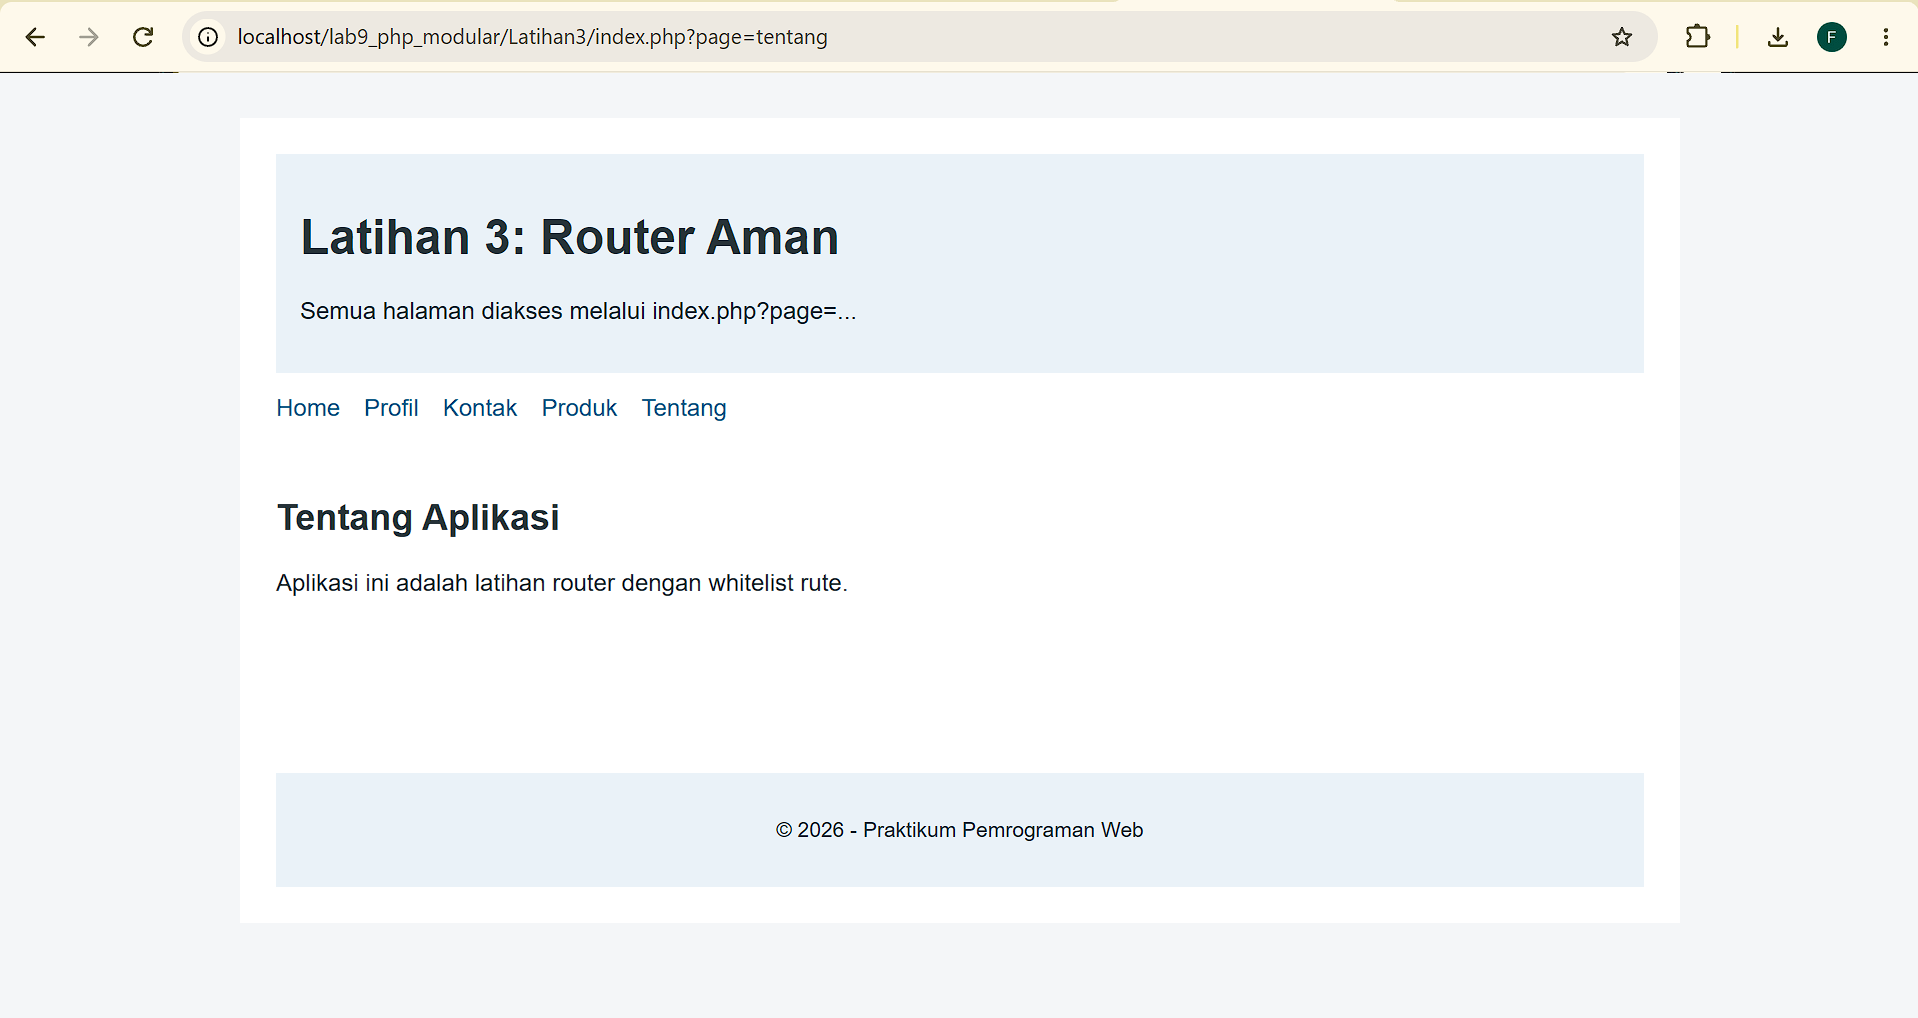 localhost/lab9_php_modular/Latihan3/index.php?page=tentang
F
Latihan 3: Router Aman
Semua halaman diakses melalui index.php?page=...
Home Profil Kontak Produk Tentang
Tentang Aplikasi
Aplikasi ini adalah latihan router dengan whitelist rute.
© 2026 - Praktikum Pemrograman Web